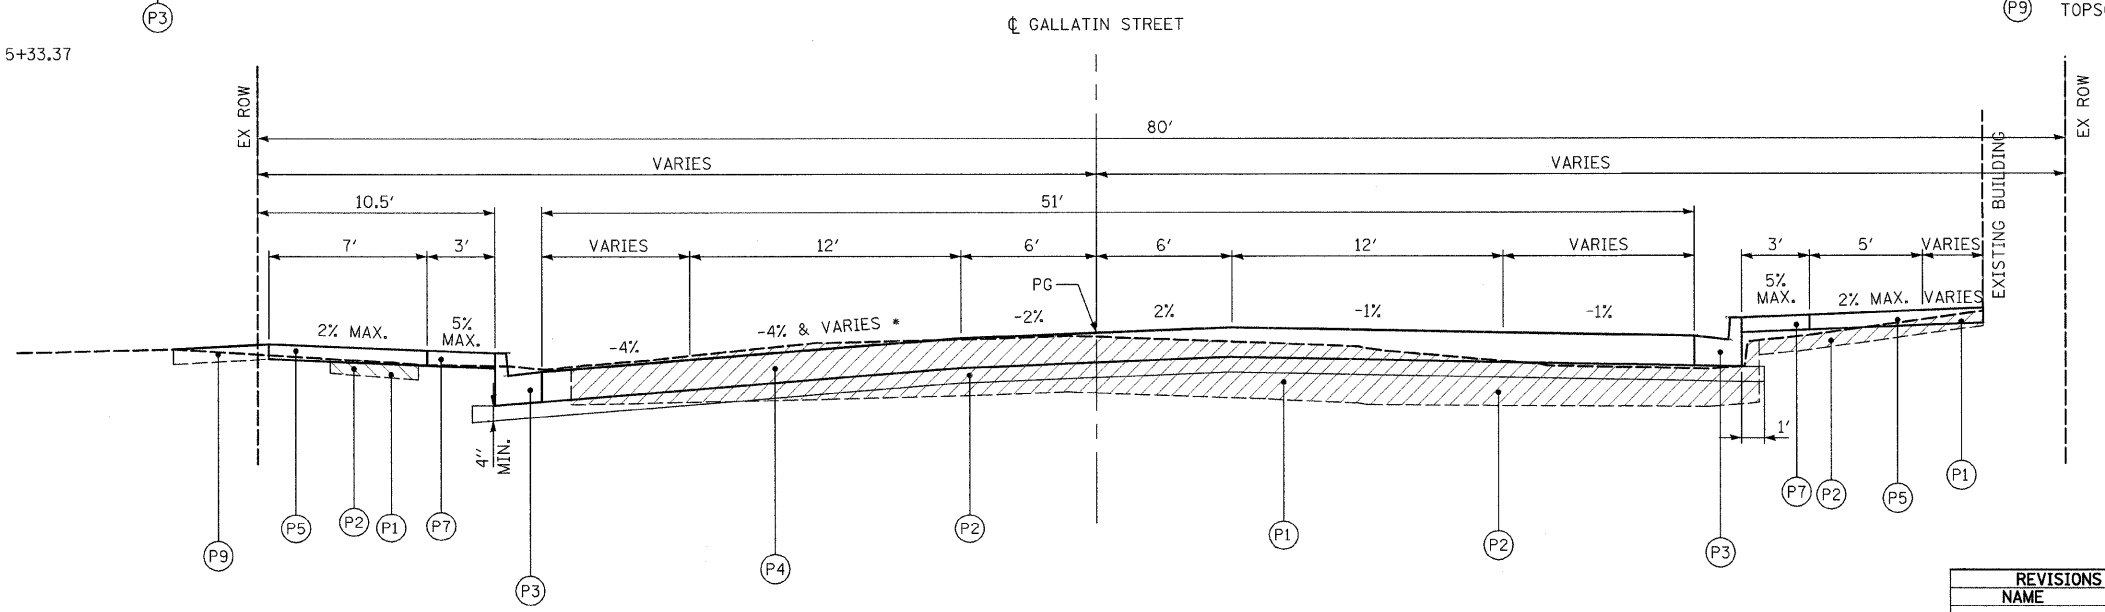 P3
℄ GALLATIN STREET
P9
5+33.37
EX ROW
EX ROW
80'
VARIES
VARIES
10.5'
51'
7'
3'
VARIES
12'
6'
6'
12'
VARIES
3'
5'
VARIES
EXISTING BUILDING
PG
2% MAX.
5% MAX.
-4%
-4% & VARIES *
-2%
2%
-1%
-1%
5% MAX.
2% MAX.
VARIES
4" MIN.
1'
P9
P5
P2
P1
P7
P3
P4
P2
P1
P2
P3
P7
P2
P5
P1
REVISIONS
NAME